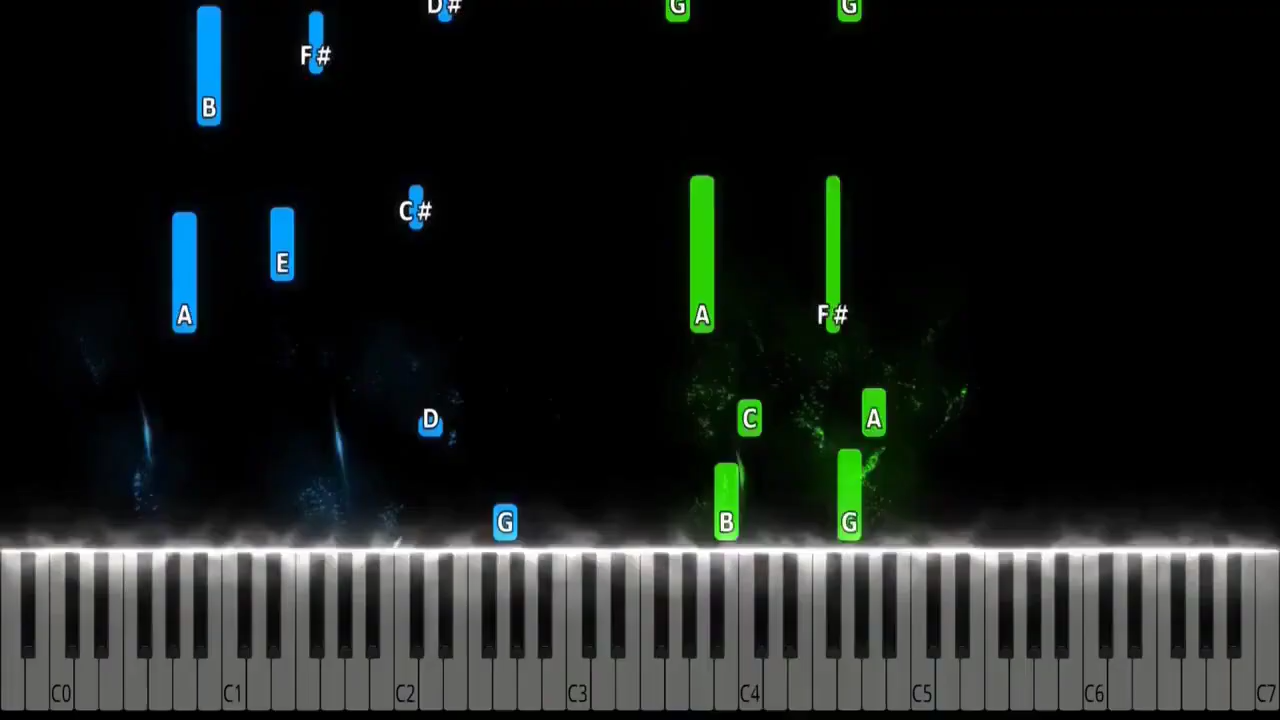 D# G G
B F#
A E C# A F#
D C A
G B G
C0 C1 C2 C3 C4 C5 C6 C7